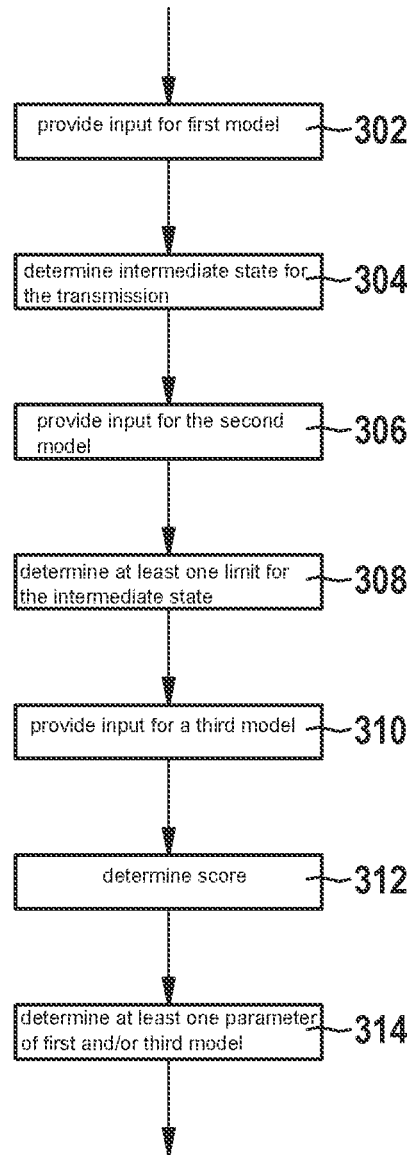 provide input for first model
302
determine intermediate state for
the transmission
304
provide input for the second
model
306
determine at least one limit for
the intermediate state
308
provide input for a third model
310
determine score
312
determine at least one parameter
of first and/or third model
314